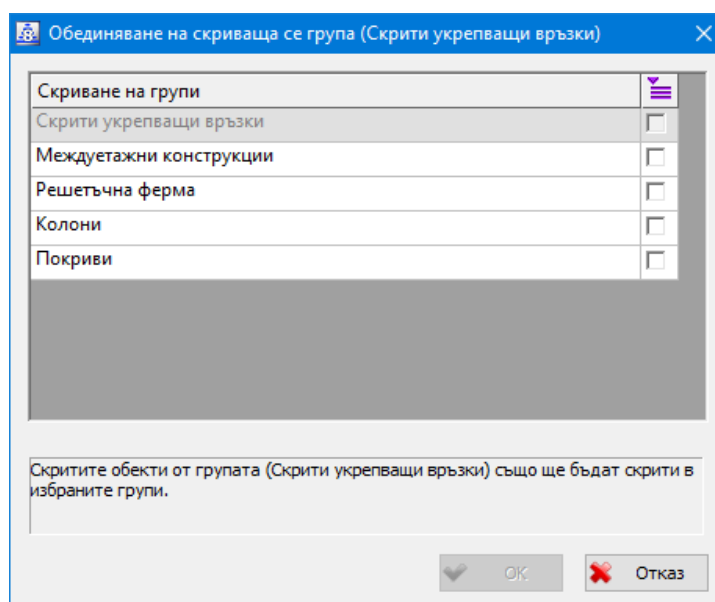 Обединяване на скриваща се група (Скрити укрепващи връзки)
Скриване на групи
Скрити укрепващи връзки
Междуетажни конструкции
Решетъчна ферма
Колони
Покриви
Скритите обекти от групата (Скрити укрепващи връзки) също ще бъдат скрити в
избраните групи.
OK
Отказ